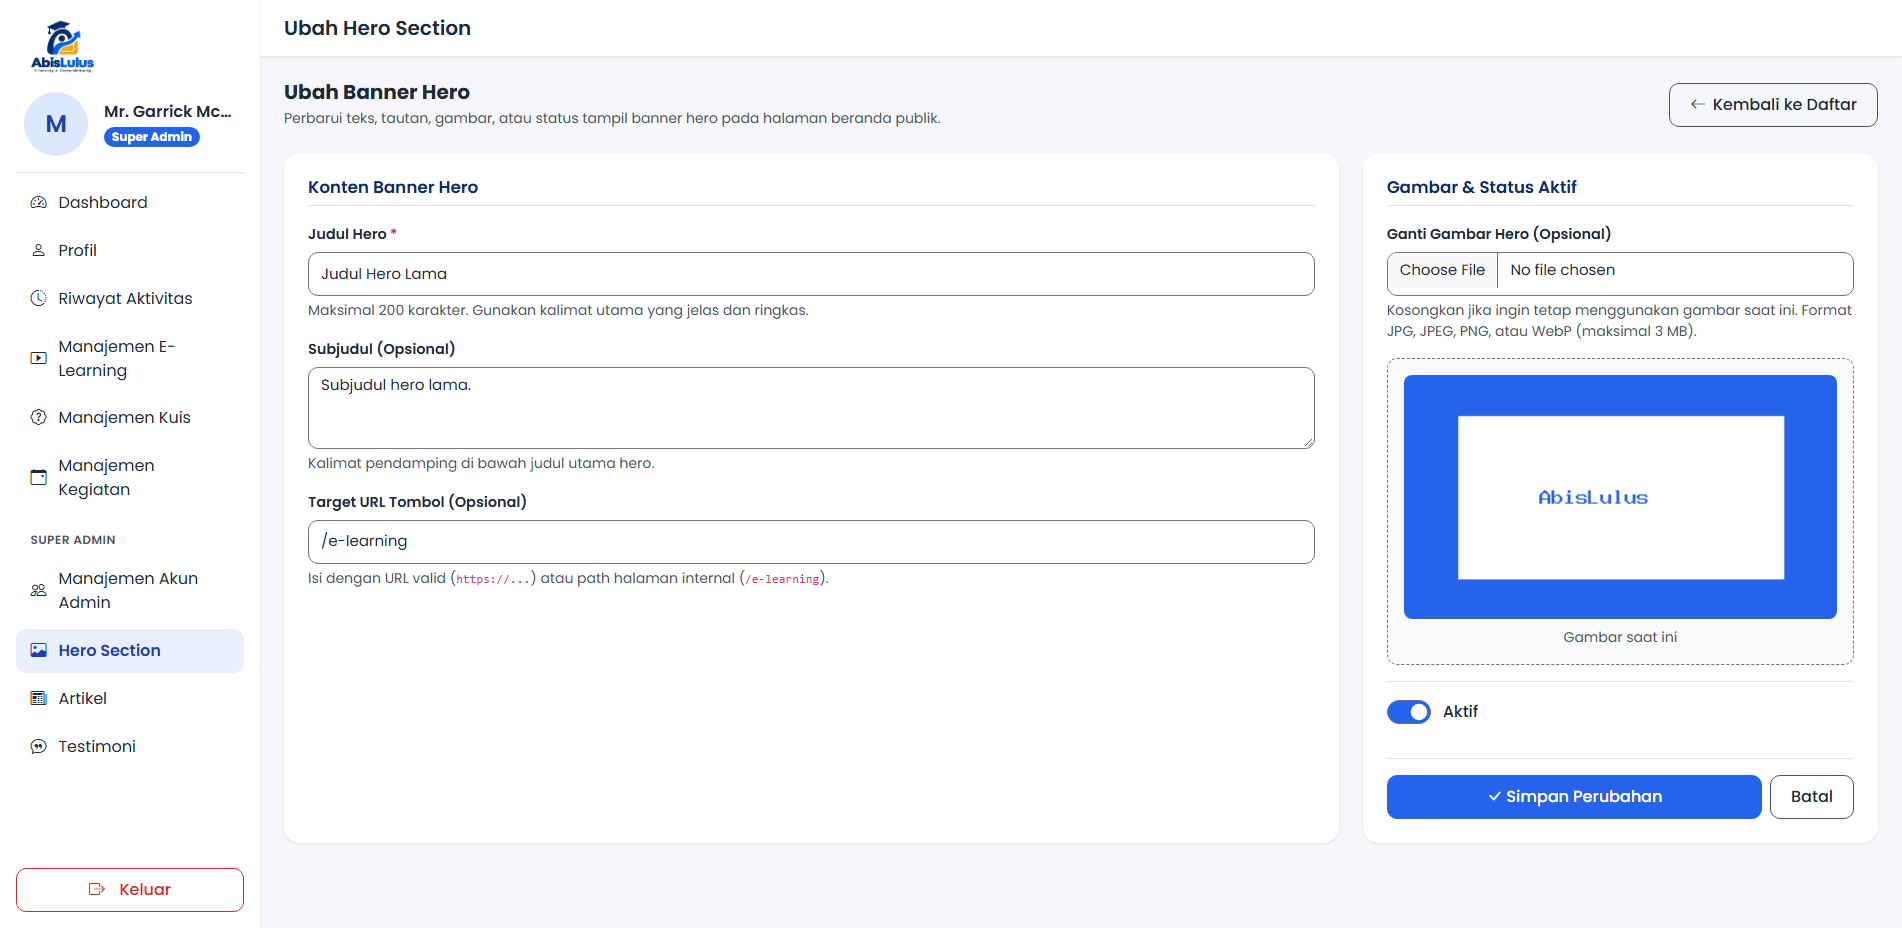 AbisLulus
M
Mr. Garrick Mc...
Super Admin
Dashboard
Profil
Riwayat Aktivitas
Manajemen E-
Learning
Manajemen Kuis
Manajemen
Kegiatan
SUPER ADMIN
Manajemen Akun
Admin
Hero Section
Artikel
Testimoni
Keluar
Ubah Hero Section
Ubah Banner Hero
Perbarui teks, tautan, gambar, atau status tampil banner hero pada halaman beranda publik.
Kembali ke Daftar
Konten Banner Hero
Judul Hero *
Judul Hero Lama
Maksimal 200 karakter. Gunakan kalimat utama yang jelas dan ringkas.
Subjudul (Opsional)
Subjudul hero lama.
Kalimat pendamping di bawah judul utama hero.
Target URL Tombol (Opsional)
/e-learning
Isi dengan URL valid (https://...) atau path halaman internal (/e-learning).
Gambar & Status Aktif
Ganti Gambar Hero (Opsional)
Choose File No file chosen
Kosongkan jika ingin tetap menggunakan gambar saat ini. Format
JPG, JPEG, PNG, atau WebP (maksimal 3 MB).
AbisLulus
Gambar saat ini
Aktif
Simpan Perubahan
Batal